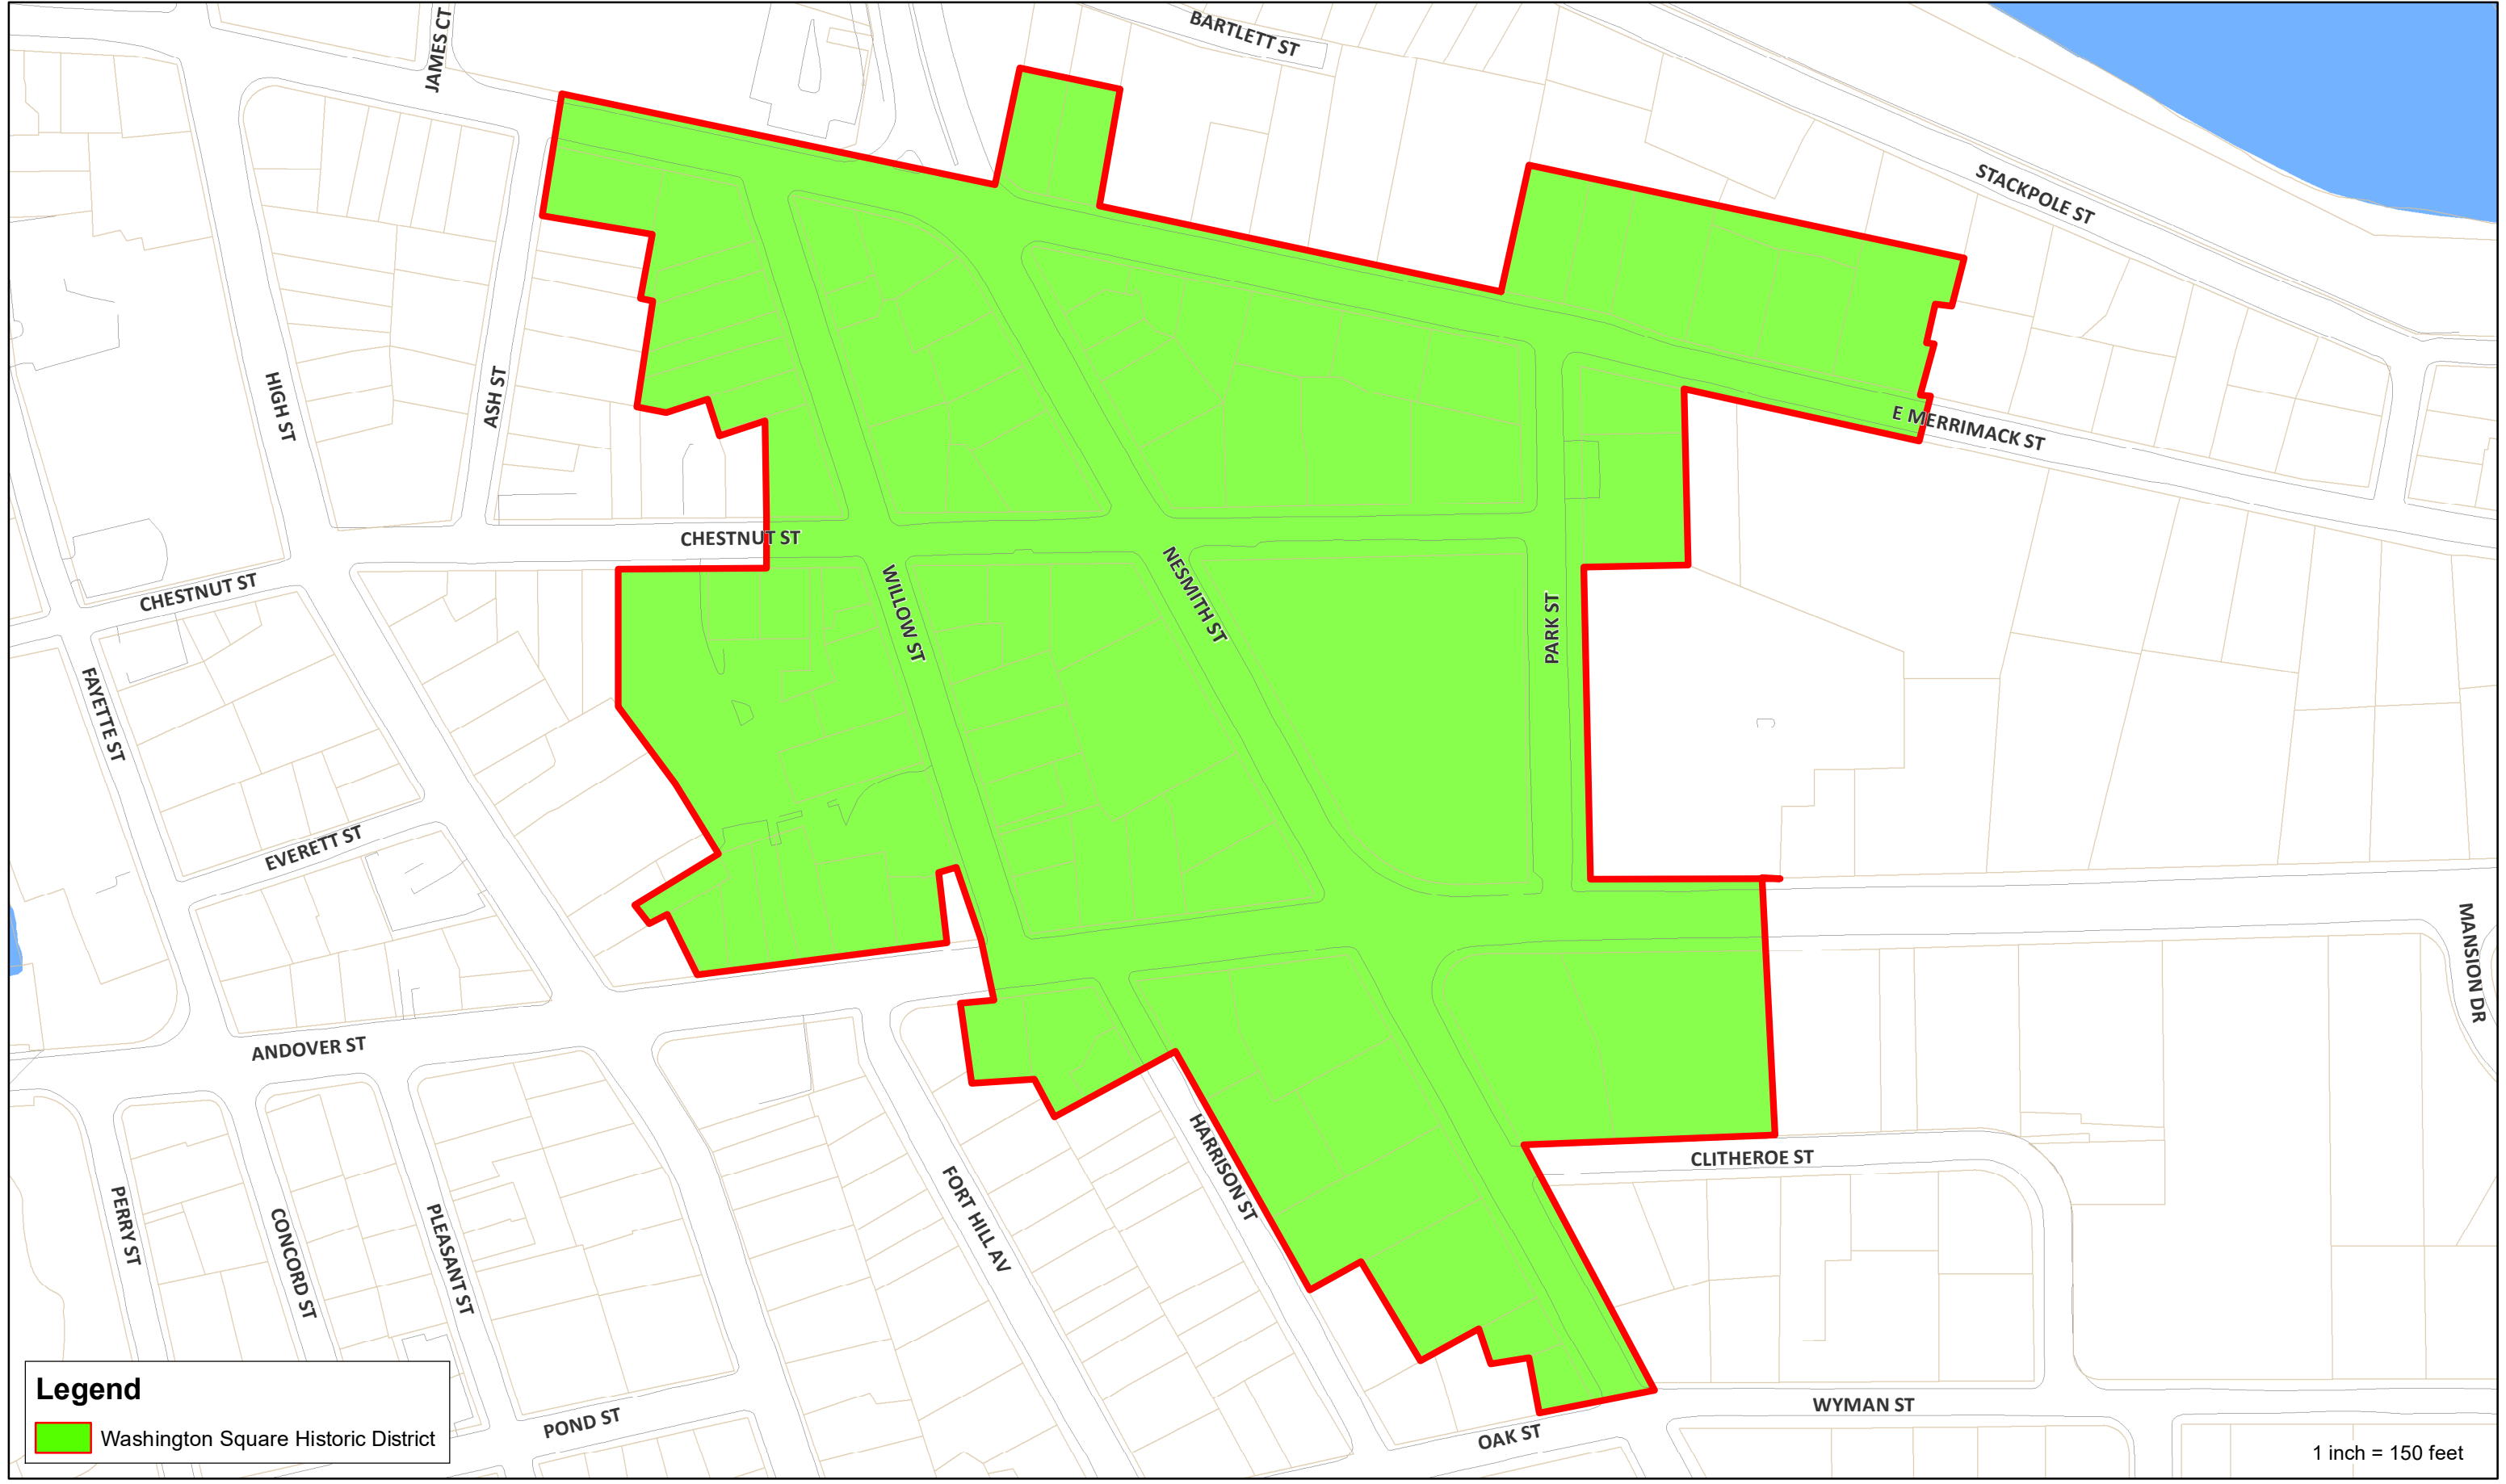 BARTLETT ST
JAMES CT
STACKPOLE ST
HIGH ST
ASH ST
E MERRIMACK ST
CHESTNUT ST
CHESTNUT ST
WILLOW ST
NESMITH ST
PARK ST
FAYETTE ST
EVERETT ST
MANSION DR
ANDOVER ST
HARRISON ST
CLITHEROE ST
FORT HILL AV
PERRY ST
CONCORD ST
PLEASANT ST
POND ST
OAK ST
WYMAN ST
Legend
Washington Square Historic District
1 inch = 150 feet